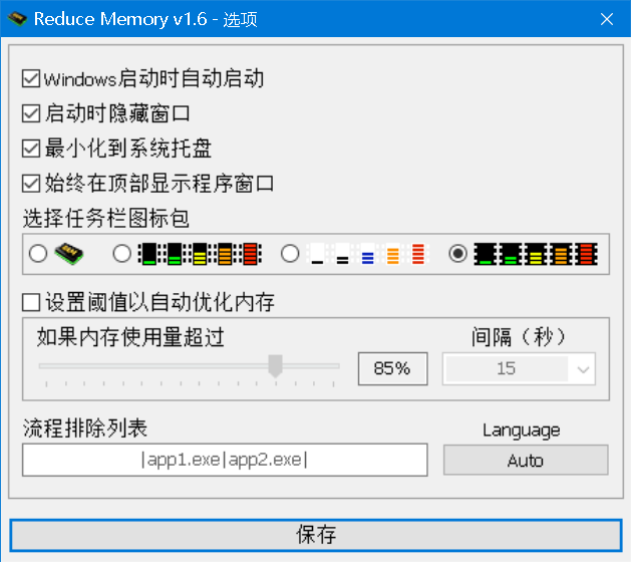 Reduce Memory v1.6 - 选项
Windows启动时自动启动
启动时隐藏窗口
最小化到系统托盘
始终在顶部显示程序窗口
选择任务栏图标包
设置阈值以自动优化内存
如果内存使用量超过
间隔（秒）
85%
15
流程排除列表
Language
|app1.exe|app2.exe|
Auto
保存